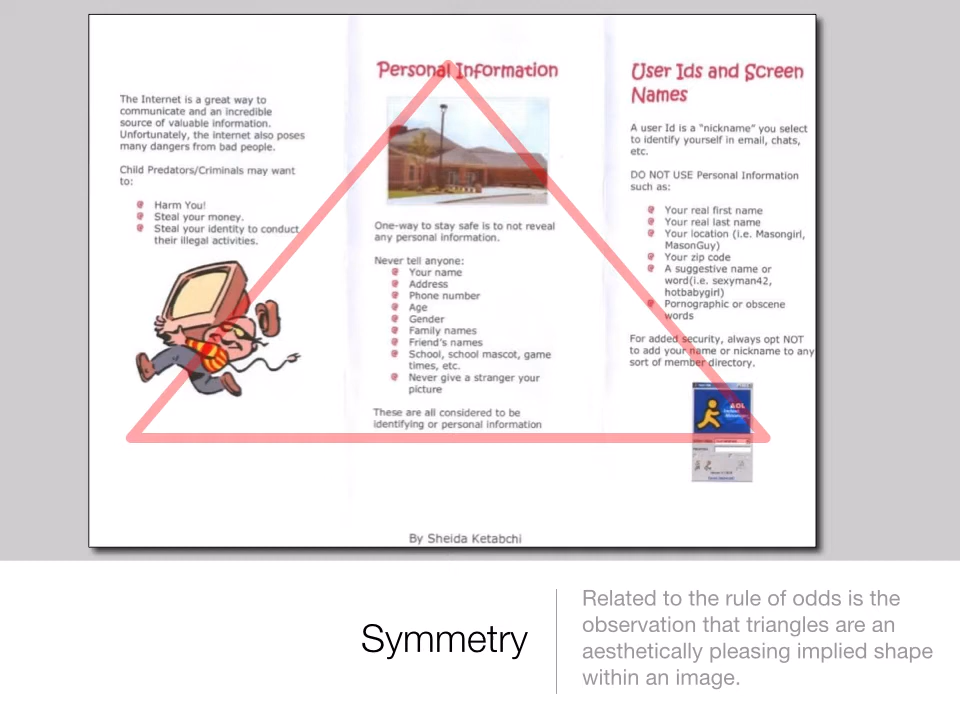 The Internet is a great way to
communicate and an incredible
source of valuable information.
Unfortunately, the internet also poses
many dangers from bad people.
Child Predators/Criminals may want
to:
Harm You!
Steal your money.
Steal your identity to conduct
their illegal activities.
Personal Information
One-way to stay safe is to not reveal
any personal information.
Never tell anyone:
Your name
Address
Phone number
Age
Gender
Family names
Friend's names
School, school mascot, game
times, etc.
Never give a stranger your
picture
These are all considered to be
identifying or personal information
By Sheida Ketabchi
User Ids and Screen
Names
A user Id is a "nickname" you select
to identify yourself in email, chats,
etc.
DO NOT USE Personal Information
such as:
Your real first name
Your real last name
Your location (i.e. Masongirl,
MasonGuy)
Your zip code
A suggestive name or
word(i.e. sexyman42,
hotbabygirl)
Pornographic or obscene
words
For added security, always opt NOT
to add your name or nickname to any
sort of member directory.
AOL
Symmetry
Related to the rule of odds is the
observation that triangles are an
aesthetically pleasing implied shape
within an image.